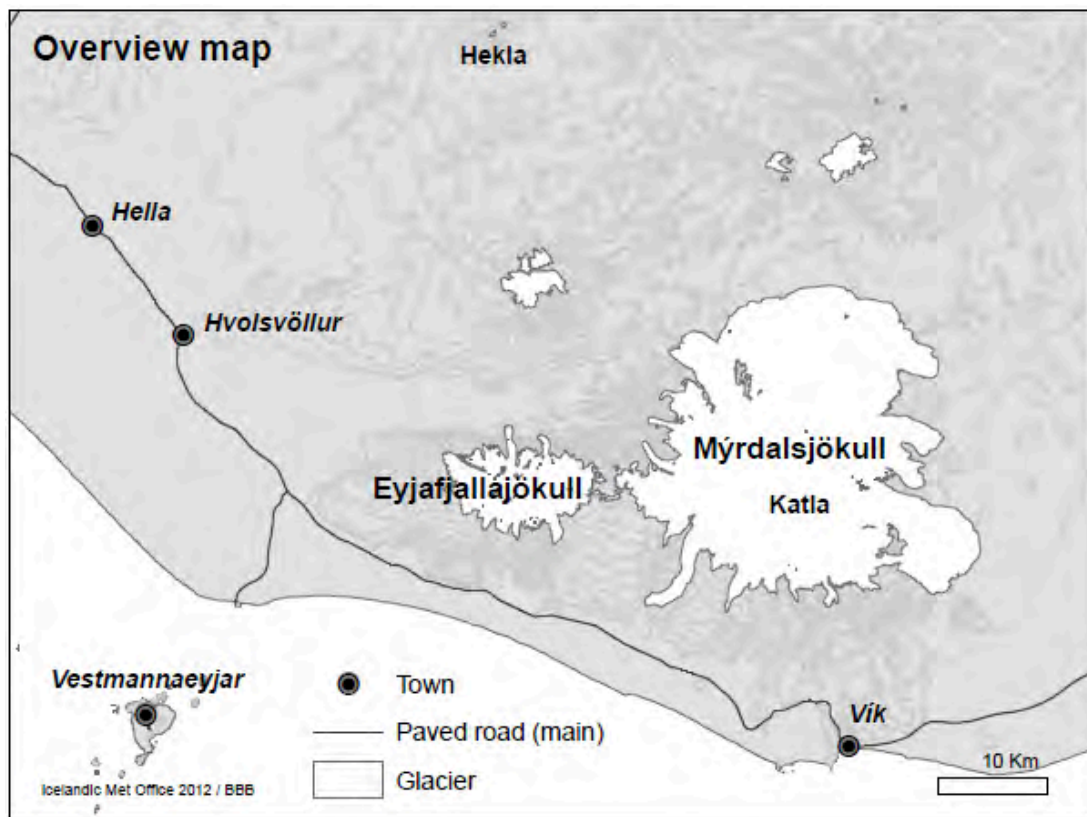 Overview map
Hekla
Hella
Hvolsvöllur
Mýrdalsjökull
Eyjafjallajökull
Katla
Vestmannaeyjar
Town
Vík
Paved road (main)
10 Km
Glacier
Icelandic Met Office 2012 / BBB